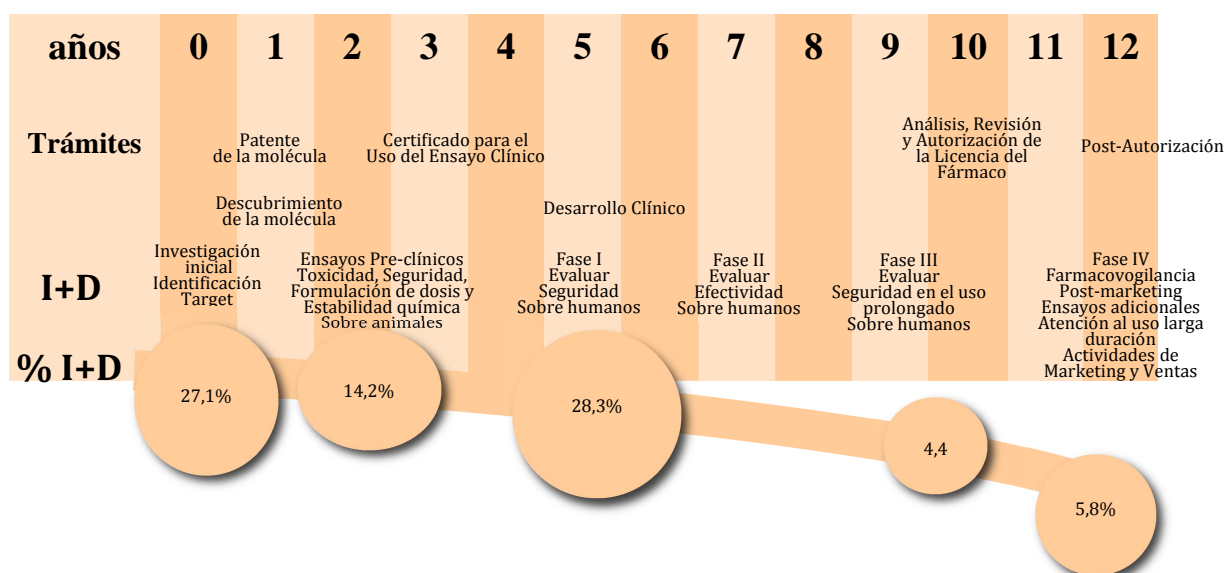 años 0 1 2 3 4 5 6 7 8 9 10 11 12
Trámites
Patente
de la molécula
Certificado para el
Uso del Ensayo Clínico
Análisis, Revisión
y Autorización de
la Licencia del
Fármaco
Post-Autorización
Descubrimiento
de la molécula
Desarrollo Clínico
I+D
Investigación
inicial
Identificación
Target
Ensayos Pre-clínicos
Toxicidad, Seguridad,
Formulación de dosis y
Estabilidad química
Sobre animales
Fase I
Evaluar
Seguridad
Sobre humanos
Fase II
Evaluar
Efectividad
Sobre humanos
Fase III
Evaluar
Seguridad en el uso
prolongado
Sobre humanos
Fase IV
Farmacovogilancia
Post-marketing
Ensayos adicionales
Atención al uso larga
duración
Actividades de
Marketing y Ventas
% I+D
27,1%
14,2%
28,3%
4,4
5,8%